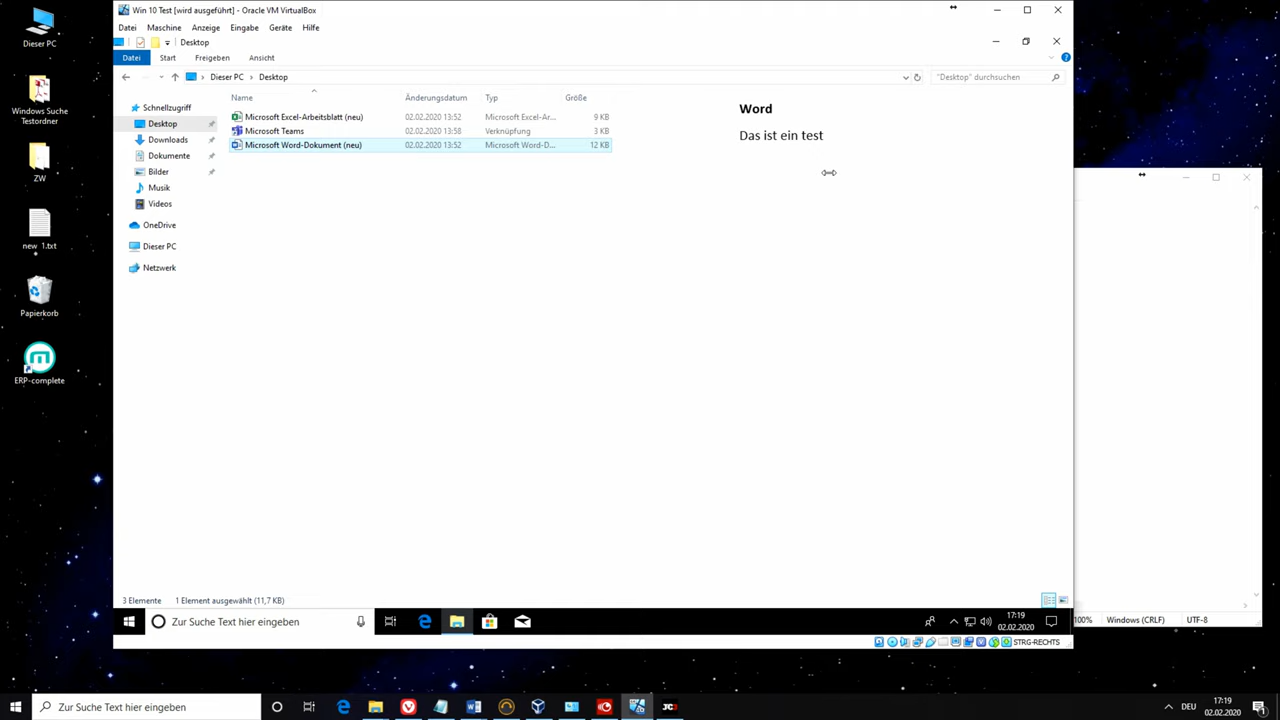 Win 10 Test [wird ausgeführt] - Oracle VM VirtualBox
Datei Maschine Anzeige Eingabe Geräte Hilfe
Desktop
Datei Start Freigeben Ansicht
Dieser PC > Desktop
"Desktop" durchsuchen
Name Änderungsdatum Typ Größe
Microsoft Excel-Arbeitsblatt (neu) 02.02.2020 13:52 Microsoft Excel-Ar... 9 KB
Microsoft Teams 02.02.2020 13:58 Verknüpfung 3 KB
Microsoft Word-Dokument (neu) 02.02.2020 13:52 Microsoft Word-D... 12 KB
Schnellzugriff
Desktop
Downloads
Dokumente
Bilder
Musik
Videos
OneDrive
Dieser PC
Netzwerk
Word
Das ist ein test
3 Elemente 1 Element ausgewählt (11,7 KB)
Zur Suche Text hier eingeben
17:19
02.02.2020
STRG-RECHTS
100% Windows (CRLF) UTF-8
Dieser PC
Windows Suche
Testordner
ZW
new 1.txt
Papierkorb
ERP-complete
Zur Suche Text hier eingeben
JC3
DEU
17:19
02.02.2020
1